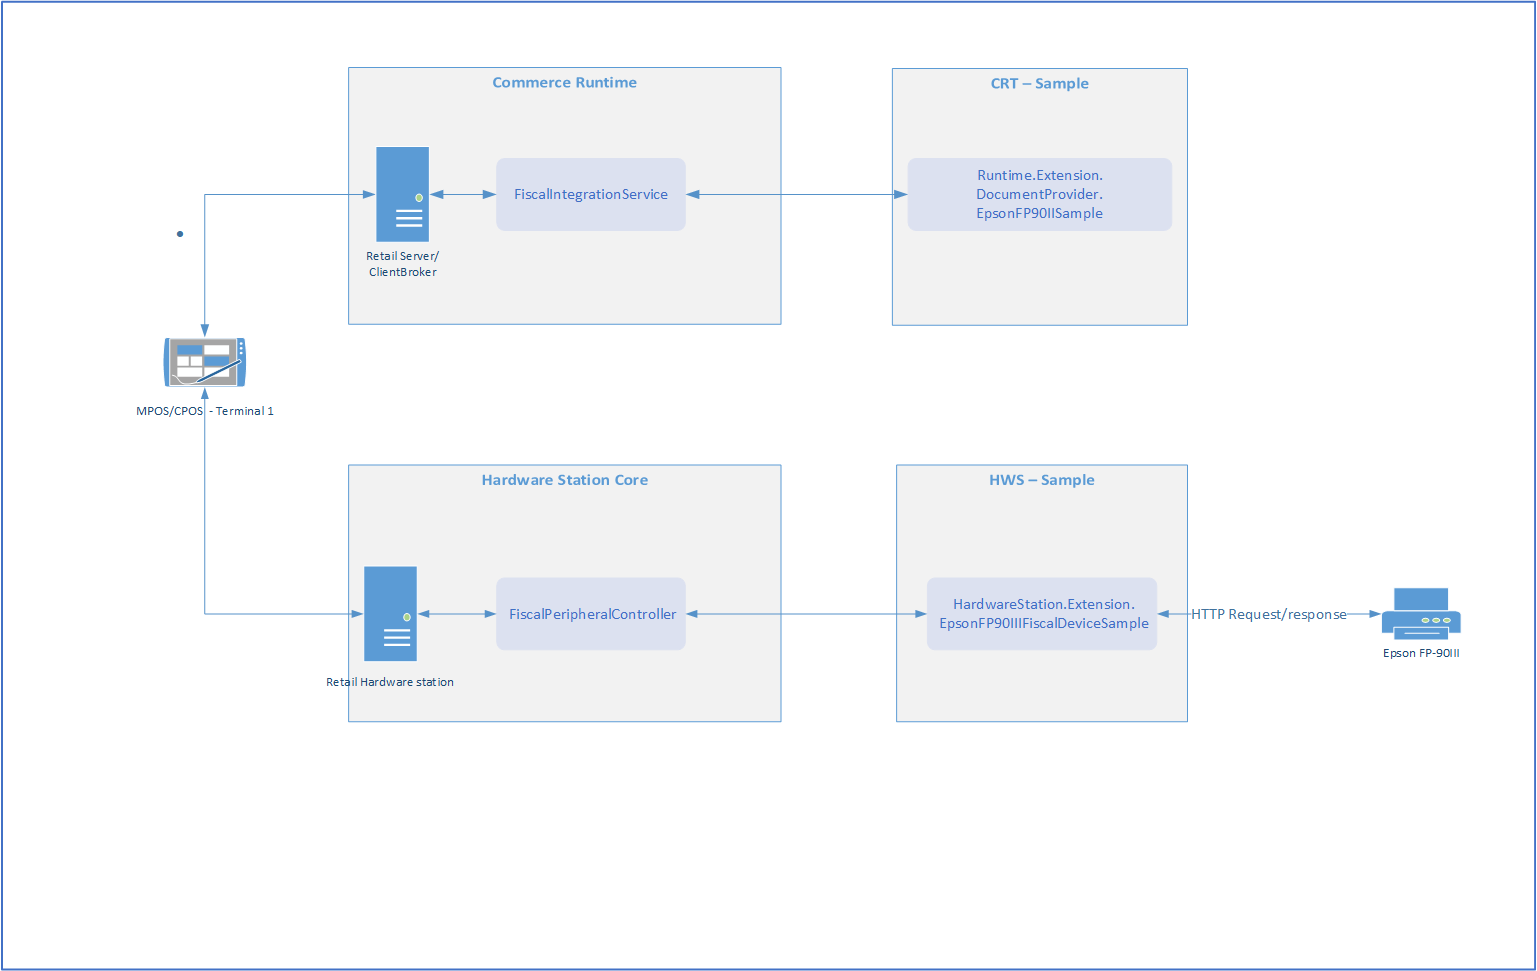 Commerce Runtime
CRT – Sample
FiscalIntegrationService
Runtime.Extension.
DocumentProvider.
EpsonFP90IISample
Retail Server/
ClientBroker
MPOS/CPOS - Terminal 1
Hardware Station Core
HWS – Sample
FiscalPeripheralController
HardwareStation.Extension.
EpsonFP90IIIFiscalDeviceSample
HTTP Request/response
Epson FP-90III
Retail Hardware station